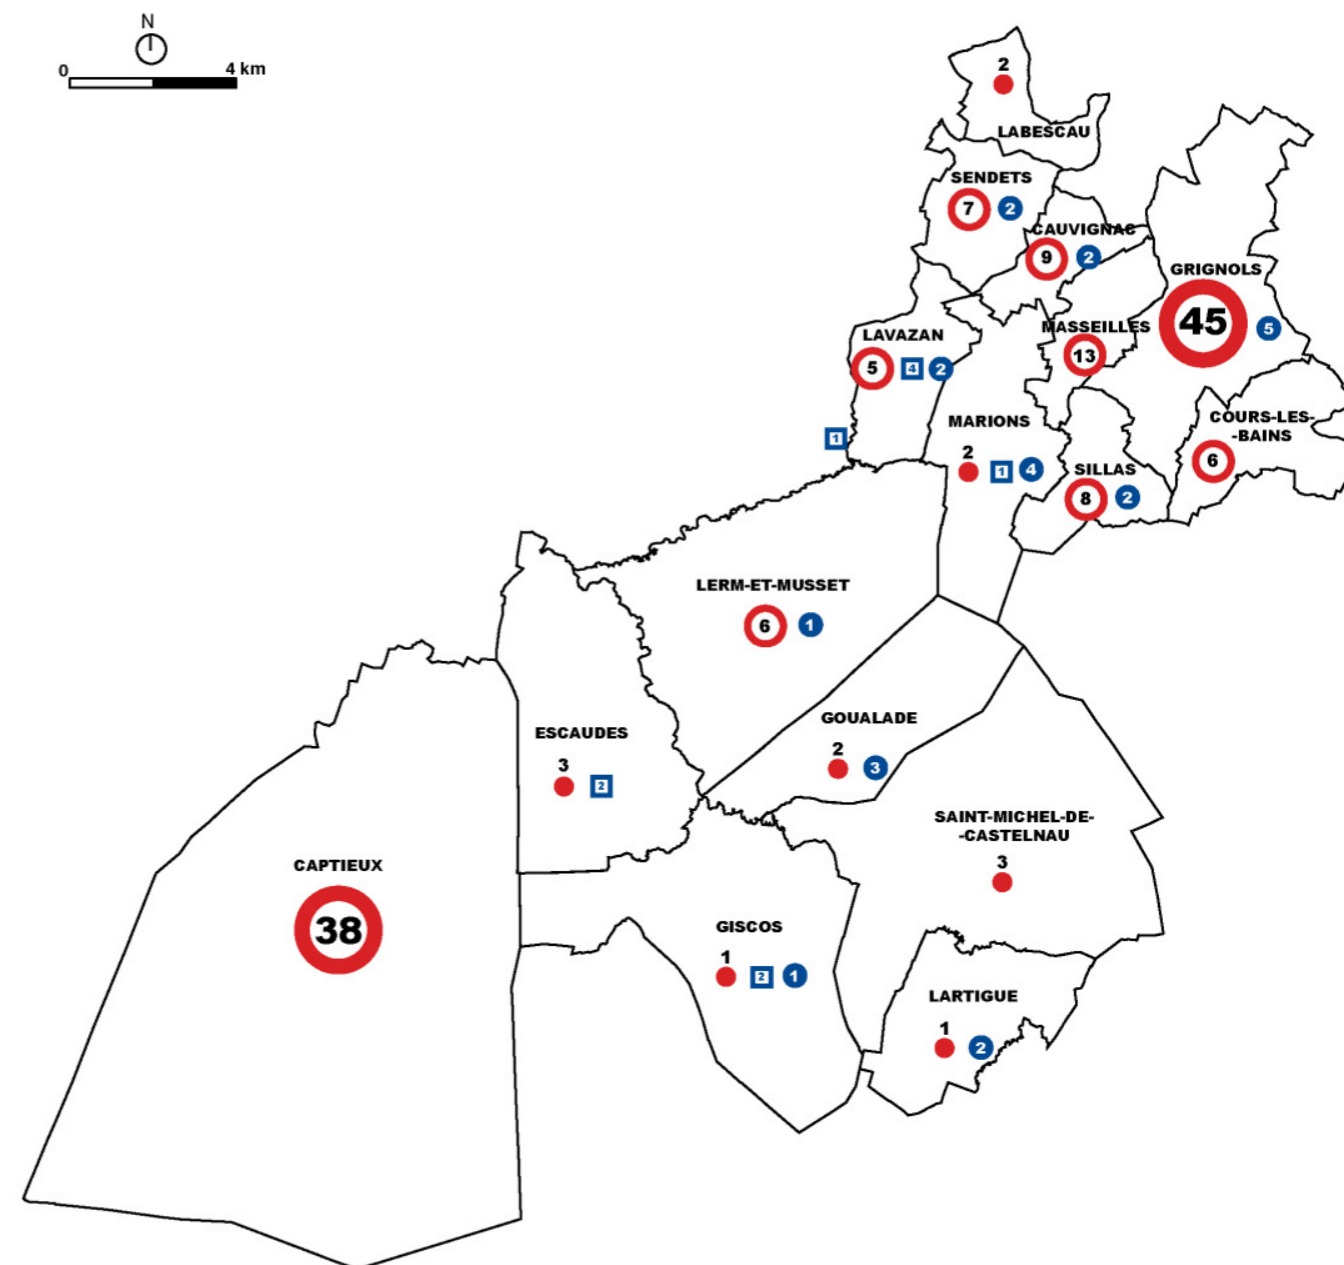 N
0 4 km
2
LABESCAU
SENDETS
7 2
CAUVIGNAC
9 2
GRIGNOLS
45 5
MASSEILLES
13
LAVAZAN
5 4 2
1
MARIONS
2
1 4
COURS-LES-
-BAINS
6
SILLAS
8 2
LERM-ET-MUSSET
6 1
GOUALADE
2
3
ESCAUDES
3
2
SAINT-MICHEL-DE-
-CASTELNAU
3
CAPTIEUX
38
GISCOS
1
2 1
LARTIGUE
1
2